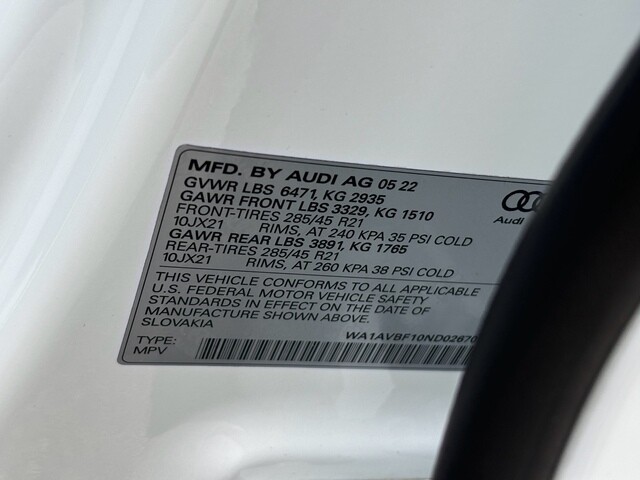 MFD. BY AUDI AG 05 22
GVWR LBS 6471, KG 2935
GAWR FRONT LBS 3329, KG 1510
FRONT-TIRES 285/45 R21
10JX21 RIMS, AT 240 KPA 35 PSI COLD
GAWR REAR LBS 3891, KG 1765
REAR-TIRES 285/45 R21
10JX21 RIMS, AT 260 KPA 38 PSI COLD
Audi
THIS VEHICLE CONFORMS TO ALL APPLICABLE
U.S. FEDERAL MOTOR VEHICLE SAFETY
STANDARDS IN EFFECT ON THE DATE OF
MANUFACTURE SHOWN ABOVE.
SLOVAKIA
WA1AVBF10ND02670
TYPE:
MPV